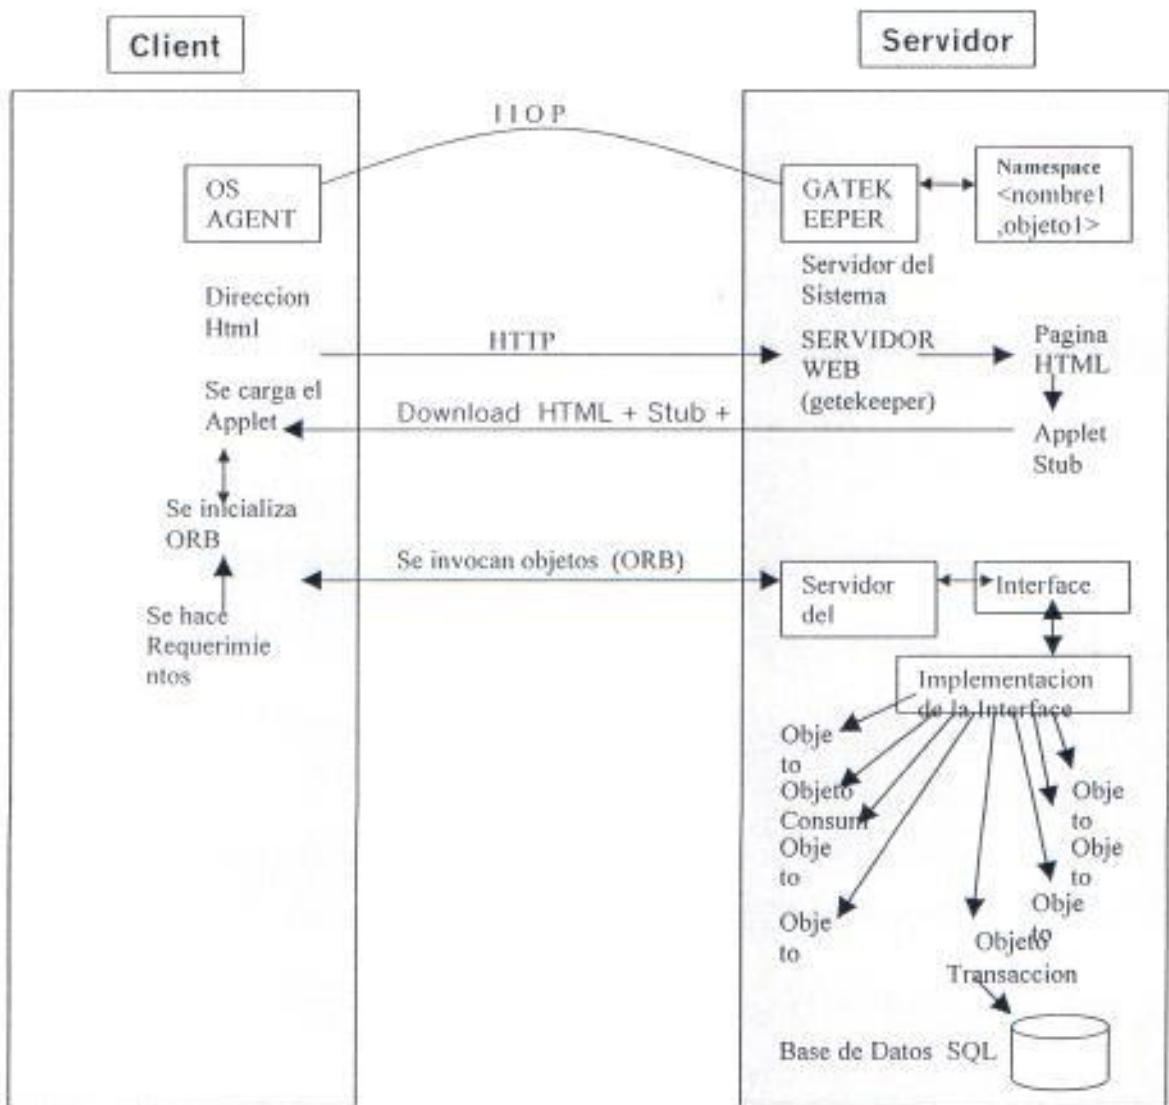 Client
Servidor
I I O P
OS
AGENT
GATEK
EEPER
Namespace
<nombre1
,objeto1>
Servidor del
Sistema
Direccion
Html
HTTP
SERVIDOR
WEB
(getekeeper)
Pagina
HTML
Se carga el
Applet
Download HTML + Stub +
Applet
Stub
Se inicializa
ORB
Se invocan objetos (ORB)
Servidor
del
Interface
Se hace
Requerimie
ntos
Implementacion
de la Interface
Obje
to
Objeto
Consum
Obje
to
Obje
to
Obje
to
Obje
to
Obje
to
Objeto
Transaccion
Base de Datos SQL